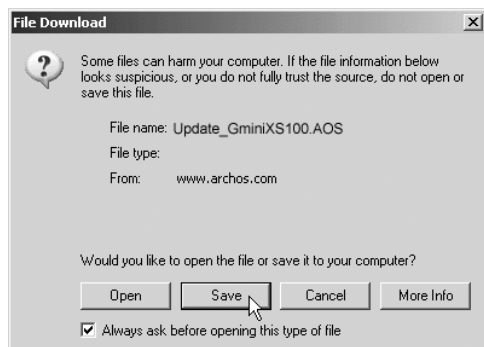 File Download
Some files can harm your computer. If the file information below
looks suspicious, or you do not fully trust the source, do not open or
save this file.
File name: Update_GminiXS100.AOS
File type:
From: www.archos.com
Would you like to open the file or save it to your computer?
Open Save Cancel More Info
Always ask before opening this type of file